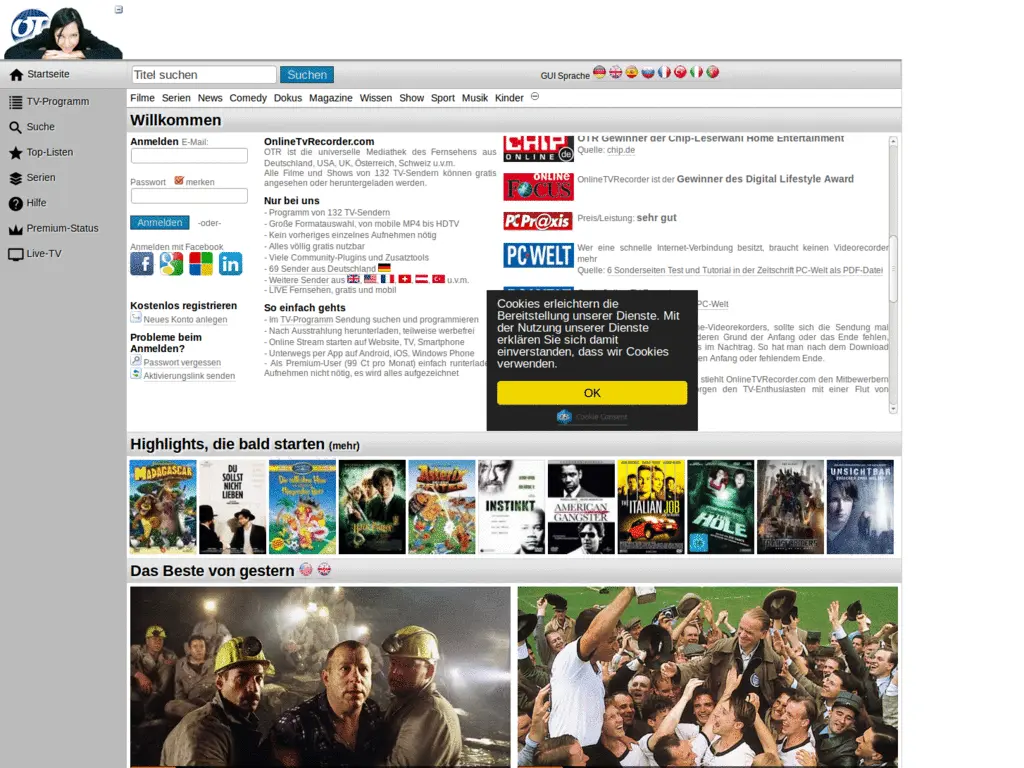 OT
Startseite
Titel suchen
Suchen
GUI Sprache
TV-Programm
Suche
Top-Listen
Serien
Hilfe
Premium-Status
Live-TV
Filme Serien News Comedy Dokus Magazine Wissen Show Sport Musik Kinder
Willkommen
Anmelden E-Mail:
Passwort merken
Anmelden -oder-
Anmelden mit Facebook
Kostenlos registrieren
Neues Konto anlegen
Probleme beim
Anmelden?
Passwort vergessen
Aktivierungslink senden
OnlineTvRecorder.com
OTR ist die universelle Mediathek des Fernsehens aus
Deutschland, USA, UK, Österreich, Schweiz u.v.m.
Alle Filme und Shows von 132 TV-Sendern können gratis
angesehen oder heruntergeladen werden.
Nur bei uns
- Programm von 132 TV-Sendern
- Große Formatauswahl, von mobile MP4 bis HDTV
- Kein vorheriges einzelnes Aufnehmen nötig
- Alles völlig gratis nutzbar
- Viele Community-Plugins und Zusatztools
- 69 Sender aus Deutschland
- Weitere Sender aus , , , , , u.v.m.
- LIVE Fernsehen, gratis und mobil
So einfach gehts
- Im TV-Programm Sendung suchen und programmieren
- Nach Ausstrahlung herunterladen, teilweise werbefrei
- Online Stream starten auf Website, TV, Smartphone
- Unterwegs per App auf Android, iOS, Windows Phone
- Als Premium-User (99 Ct pro Monat) einfach runterladen,
Aufnehmen nicht nötig, es wird alles aufgezeichnet
CHIP
ONLINE de
OTR Gewinner der Chip-Leserwahl Home Entertainment
Quelle: chip.de
ONLINE
FOCUS
OnlineTVRecorder ist der Gewinner des Digital Lifestyle Award
PC Pr@xis
Preis/Leistung: sehr gut
PC WELT
Wer eine schnelle Internet-Verbindung besitzt, braucht keinen Videorecorder
mehr
Quelle: 6 Sonderseiten Test und Tutorial in der Zeitschrift PC-Welt als PDF-Datei
PC-Welt
ne-Videorekorders, sollte sich die Sendung mal
deren Grund der Anfang oder das Ende fehlen,
s im Nachtrag. So hat man nach dem Download
en Anfang oder fehlendem Ende.
stiehlt OnlineTVRecorder.com den Mitbewerbern
rgen den TV-Enthusiasten mit einer Flut von
Cookies erleichtern die
Bereitstellung unserer Dienste. Mit
der Nutzung unserer Dienste
erklären Sie sich damit
einverstanden, dass wir Cookies
verwenden.
OK
Cookie Consent
Highlights, die bald starten (mehr)
MADAGASCAR
DU
SOLLST
NICHT
LIEBEN
Asterix
INSTINKT
AMERICAN
GANGSTER
THE
ITALIAN JOB
THE
HOLE
UNSICHTBAR
Das Beste von gestern